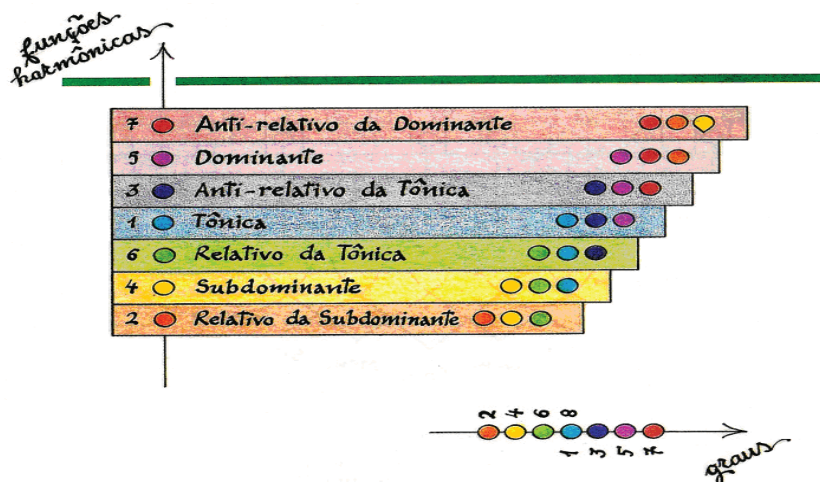 funções
harmônicas
7 Anti-relativo da Dominante
5 Dominante
3 Anti-relativo da Tônica
1 Tônica
6 Relativo da Tônica
4 Subdominante
2 Relativo da Subdominante
2 4 6 8
1 3 5 7
graus